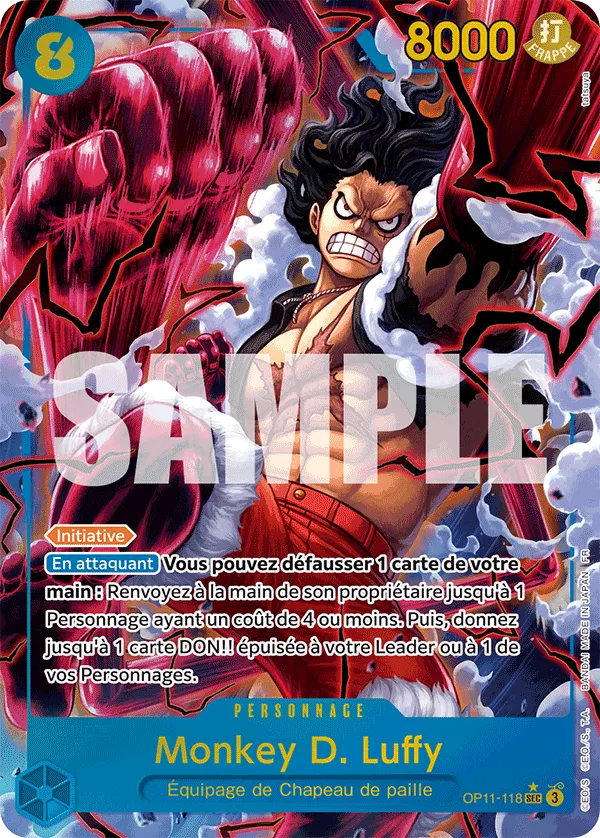 8
8000
打
FRAPPE
tatsuya
SAMPLE
Initiative
En attaquant Vous pouvez défausser 1 carte de votre
main : Renvoyez à la main de son propriétaire jusqu'à 1
Personnage ayant un coût de 4 ou moins. Puis, donnez
jusqu'à 1 carte DON!! épuisée à votre Leader ou à 1 de
vos Personnages.
PERSONNAGE
Monkey D. Luffy
Équipage de Chapeau de paille
OP11-118 SEC 3
©E.O./S., T.A. BANDAI MADE IN JAPAN FR